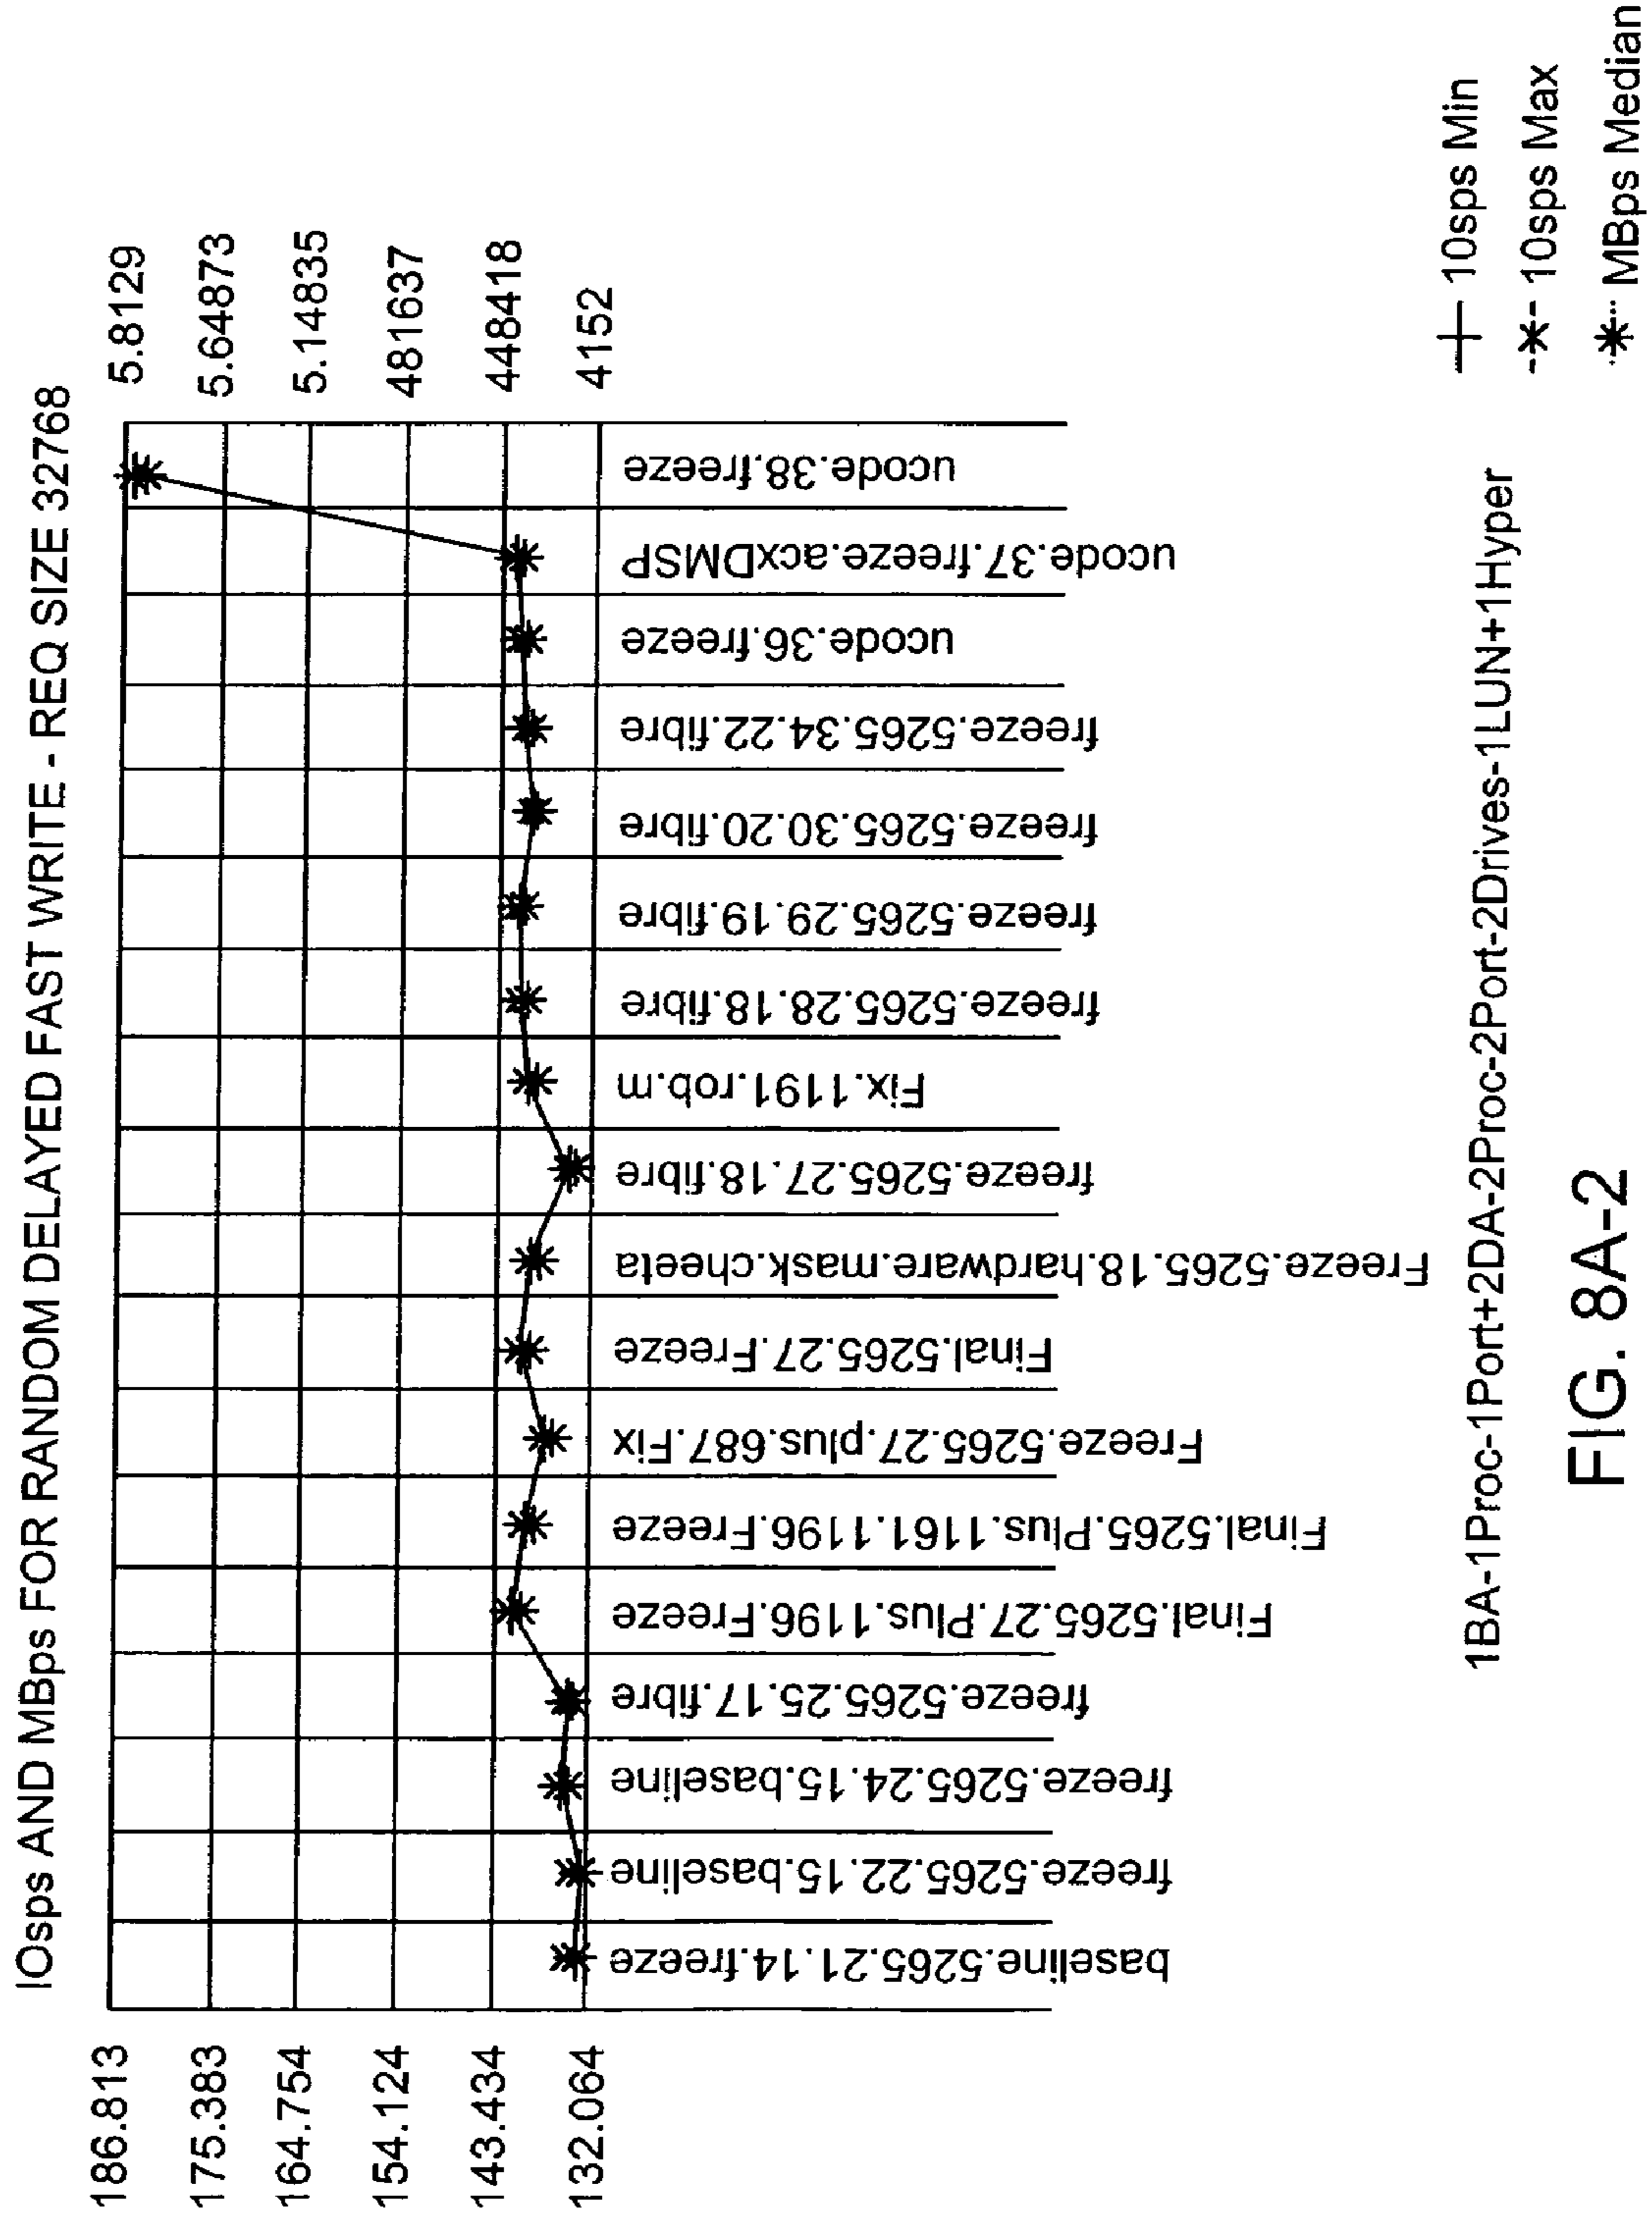 IOsps AND MBps FOR RANDOM DELAYED FAST WRITE - REQ SIZE 32768
186.813
175.383
164.754
154.124
143.434
132.064
5.8129
5.64873
5.14835
481637
448418
4152
baseline.5265.21.14.freeze
freeze.5265.22.15.baseline
freeze.5265.24.15.baseline
freeze.5265.25.17.fibre
Final.5265.27.Plus.1196.Freeze
Final.5265.Plus.1161.1196.Freeze
Freeze.5265.27.plus.687.Fix
Final.5265.27.Freeze
Freeze.5265.18.hardware.mask.cheeta
freeze.5265.27.18.fibre
Fix.1191.rob.m
freeze.5265.28.18.fibre
freeze.5265.29.19.fibre
freeze.5265.30.20.fibre
freeze.5265.34.22.fibre
ucode.36.freeze
ucode.37.freeze.acxDMSP
ucode.38.freeze
1BA-1Proc-1Port+2DA-2Proc-2Port-2Drives-1LUN+1Hyper
10sps Min
10sps Max
MBps Median
FIG. 8A-2